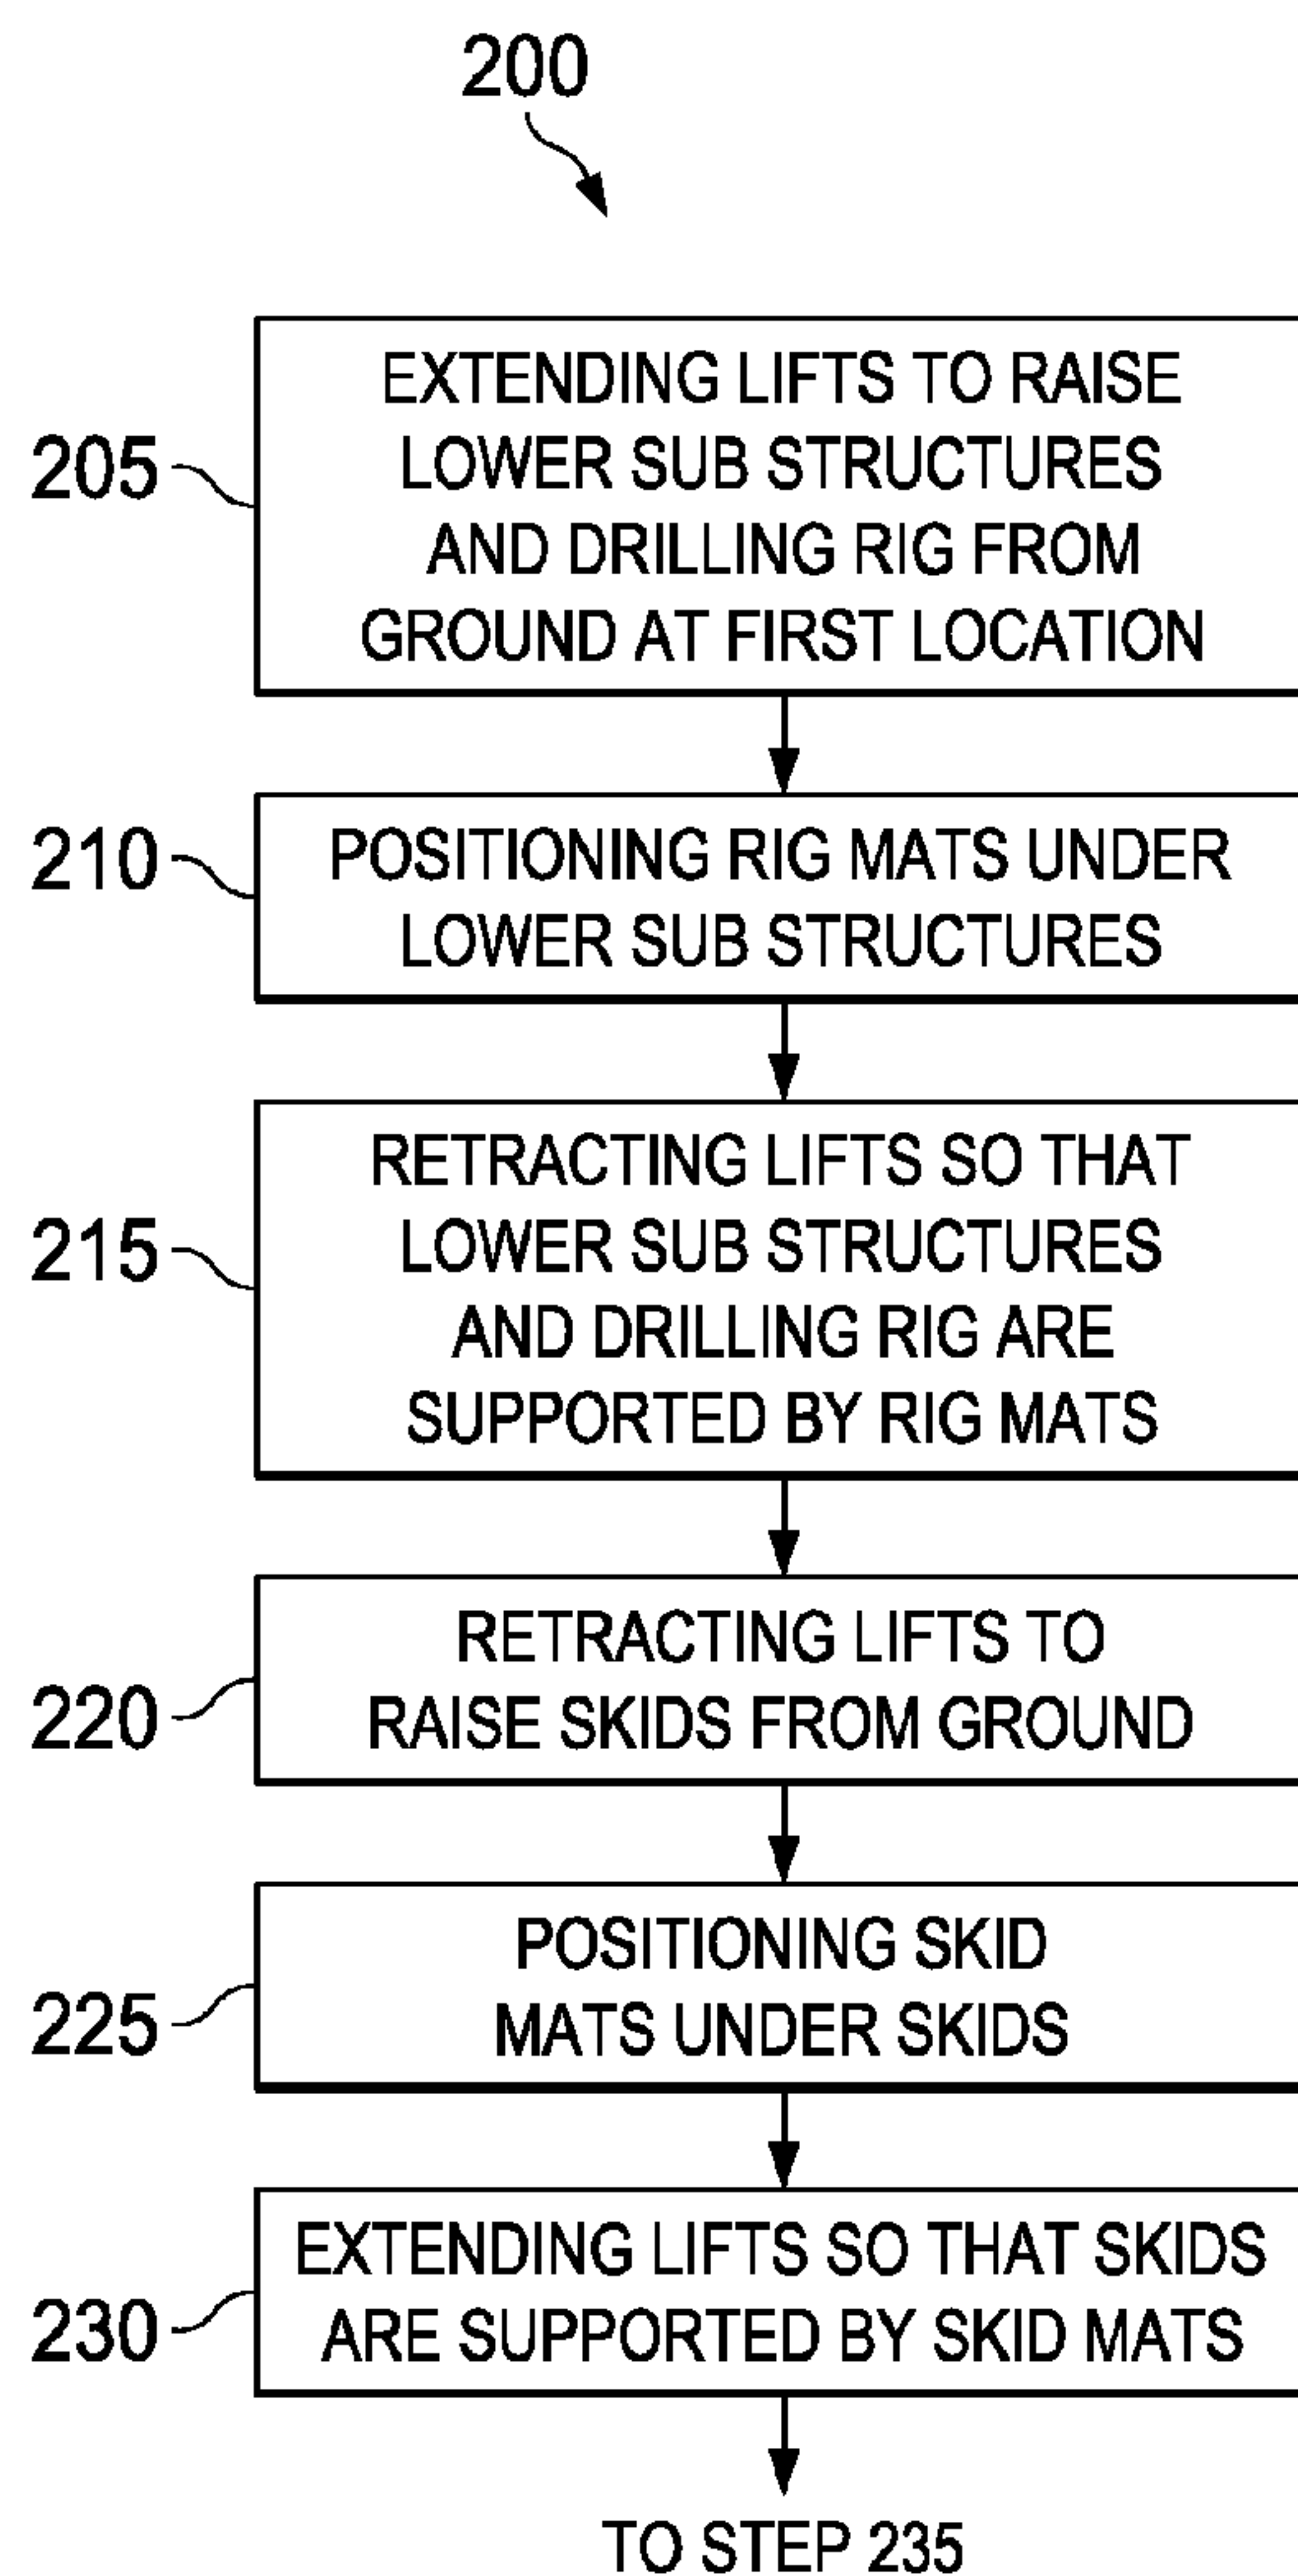 200
205
EXTENDING LIFTS TO RAISE
LOWER SUB STRUCTURES
AND DRILLING RIG FROM
GROUND AT FIRST LOCATION
210
POSITIONING RIG MATS UNDER
LOWER SUB STRUCTURES
215
RETRACTING LIFTS SO THAT
LOWER SUB STRUCTURES
AND DRILLING RIG ARE
SUPPORTED BY RIG MATS
220
RETRACTING LIFTS TO
RAISE SKIDS FROM GROUND
225
POSITIONING SKID
MATS UNDER SKIDS
230
EXTENDING LIFTS SO THAT SKIDS
ARE SUPPORTED BY SKID MATS
TO STEP 235